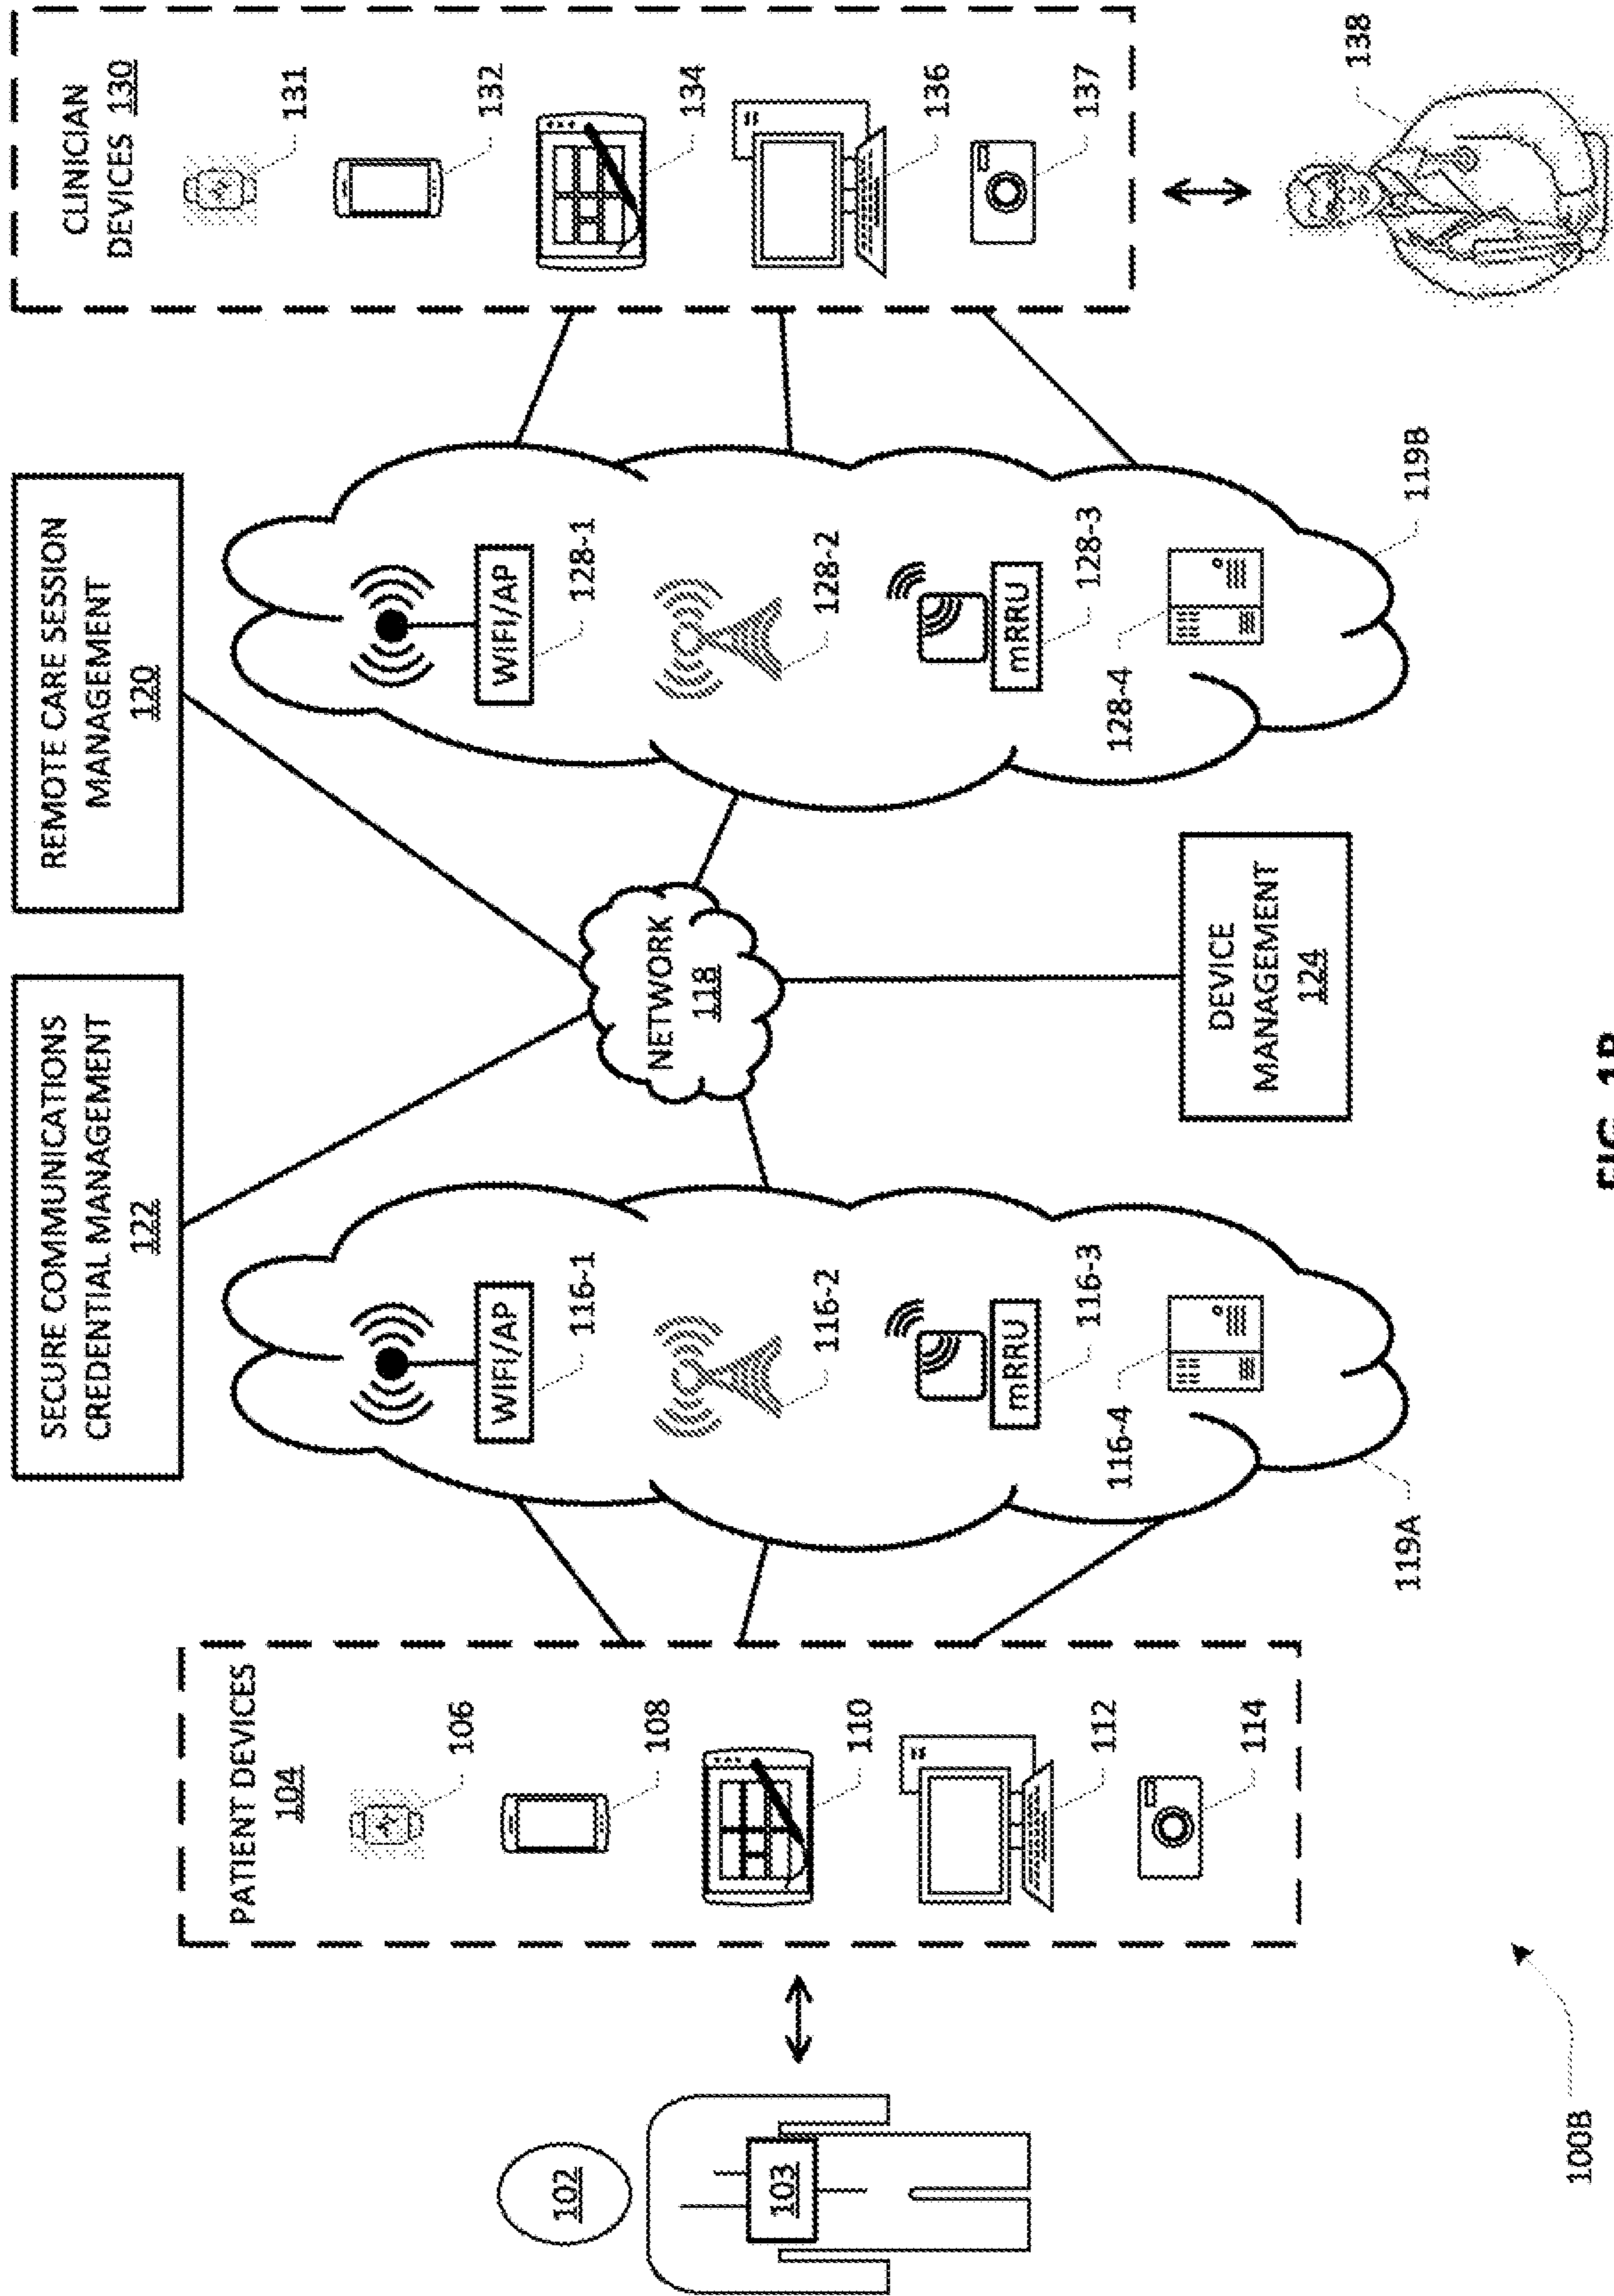 SECURE COMMUNICATIONS
CREDENTIAL MANAGEMENT
122
REMOTE CARE SESSION
MANAGEMENT
120
CLINICIAN
DEVICES 130
131
132
134
136
137
138
PATIENT DEVICES
104
106
108
110
112
114
102
103
WIFI/AP
116-1
116-2
mRRU
116-3
116-4
119A
NETWORK
118
DEVICE
MANAGEMENT
124
WIFI/AP
128-1
128-2
mRRU
128-3
128-4
119B
100B
FIG. 1B